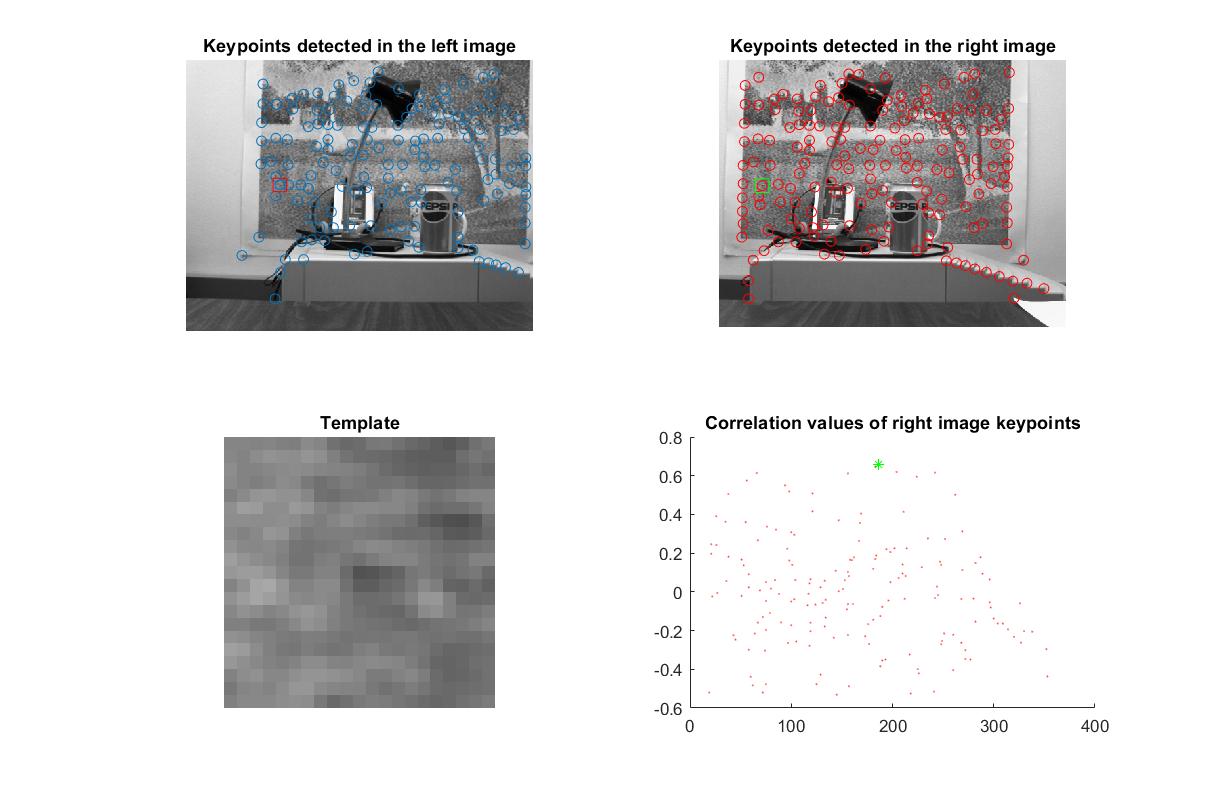 Keypoints detected in the left image
Keypoints detected in the right image
PEPSI P
PEPSI P
Template
Correlation values of right image keypoints
0.8
0.6
0.4
0.2
0
-0.2
-0.4
-0.6
0 100 200 300 400